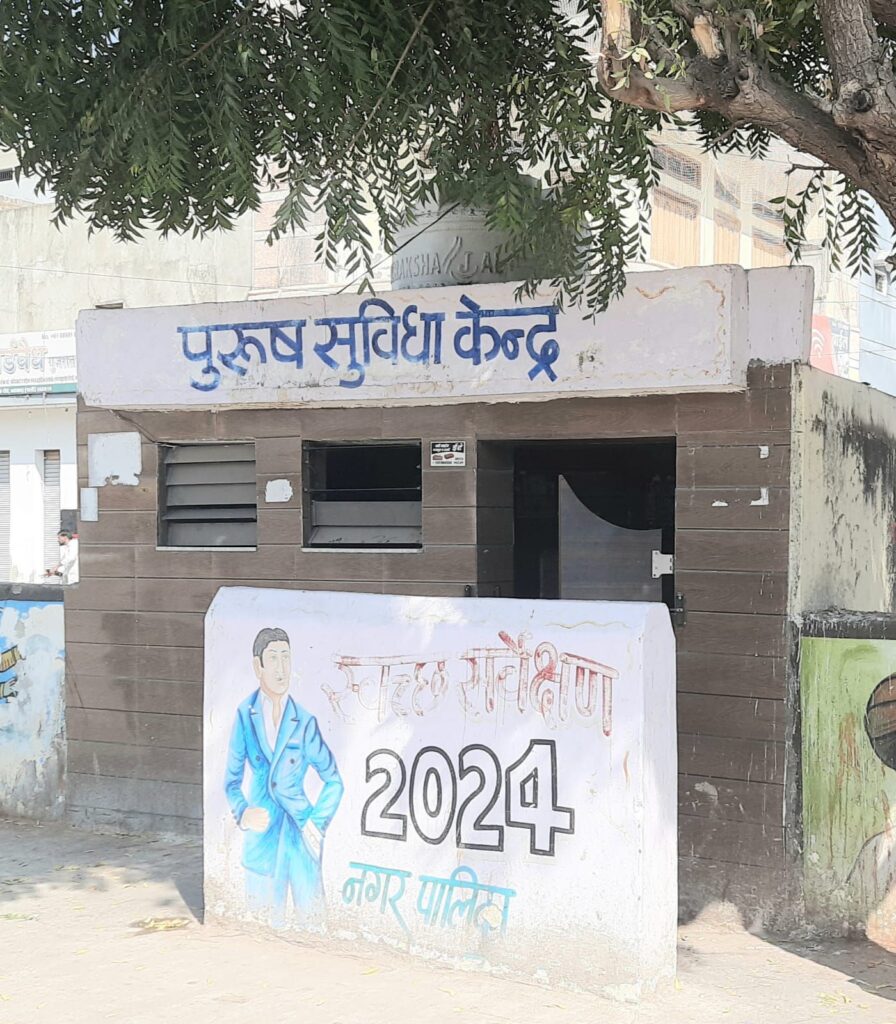 पुरूष सुविधा केन्द्र
स्वच्छ सर्वेक्षण
2024
नगर पालिका